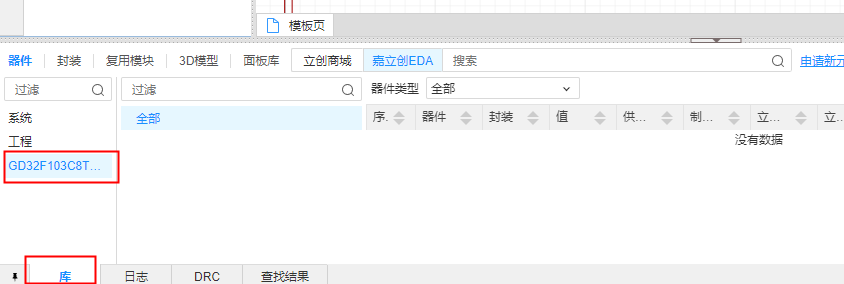 模板页
器件 封装 复用模块 3D模型 面板库 立创商城 嘉立创EDA 搜索 申请新元
过滤 过滤 器件类型 全部
系统 全部 序. 器件 封装 值 供... 制... 立... 立
工程 没有数据
GD32F103C8T...
库 日志 DRC 查找结果